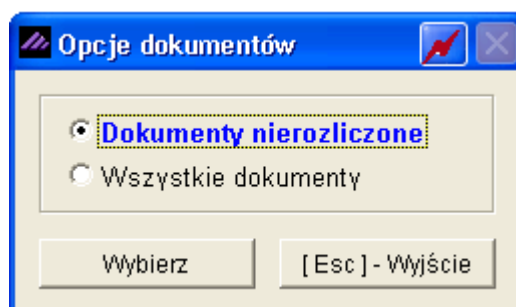 Opcje dokumentów
Dokumenty nierozliczone
Wszystkie dokumenty
Wybierz
[ Esc ] - Wyjście